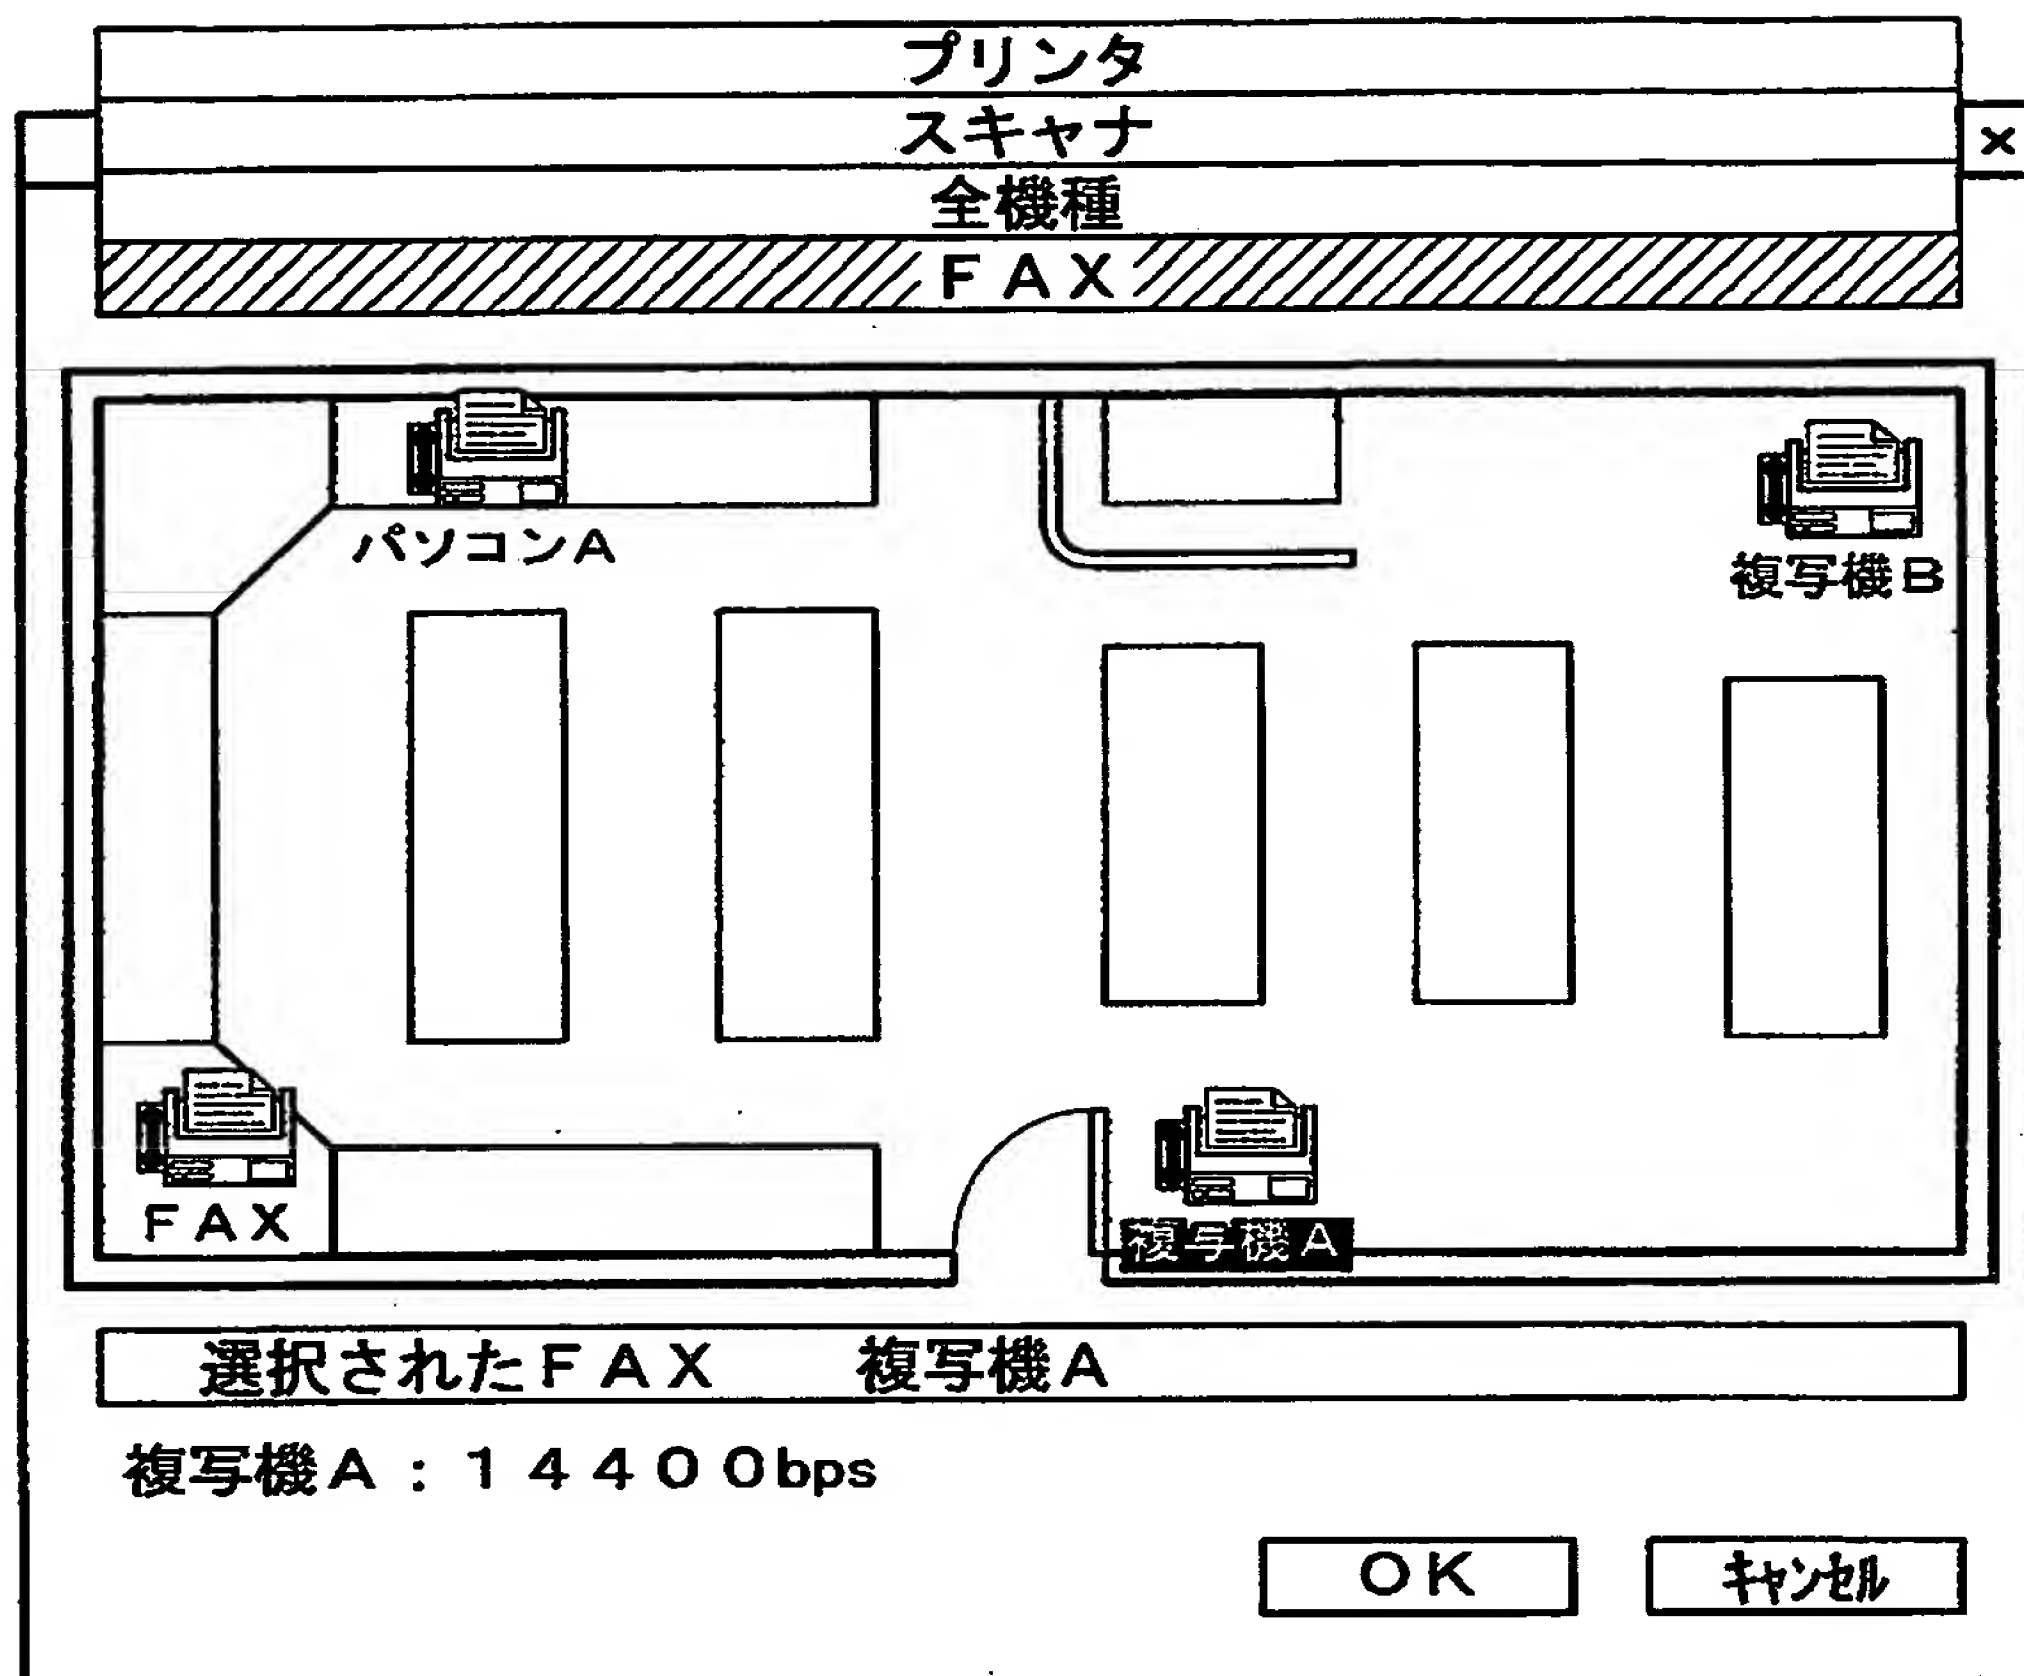 プリンタ
スキャナ
×
全機種
ＦＡＸ
パソコンＡ
複写機Ｂ
ＦＡＸ
複写機Ａ
選択されたＦＡＸ　複写機Ａ
複写機Ａ：１４４００bps
ＯＫ
ｷｬﾝｾﾙ